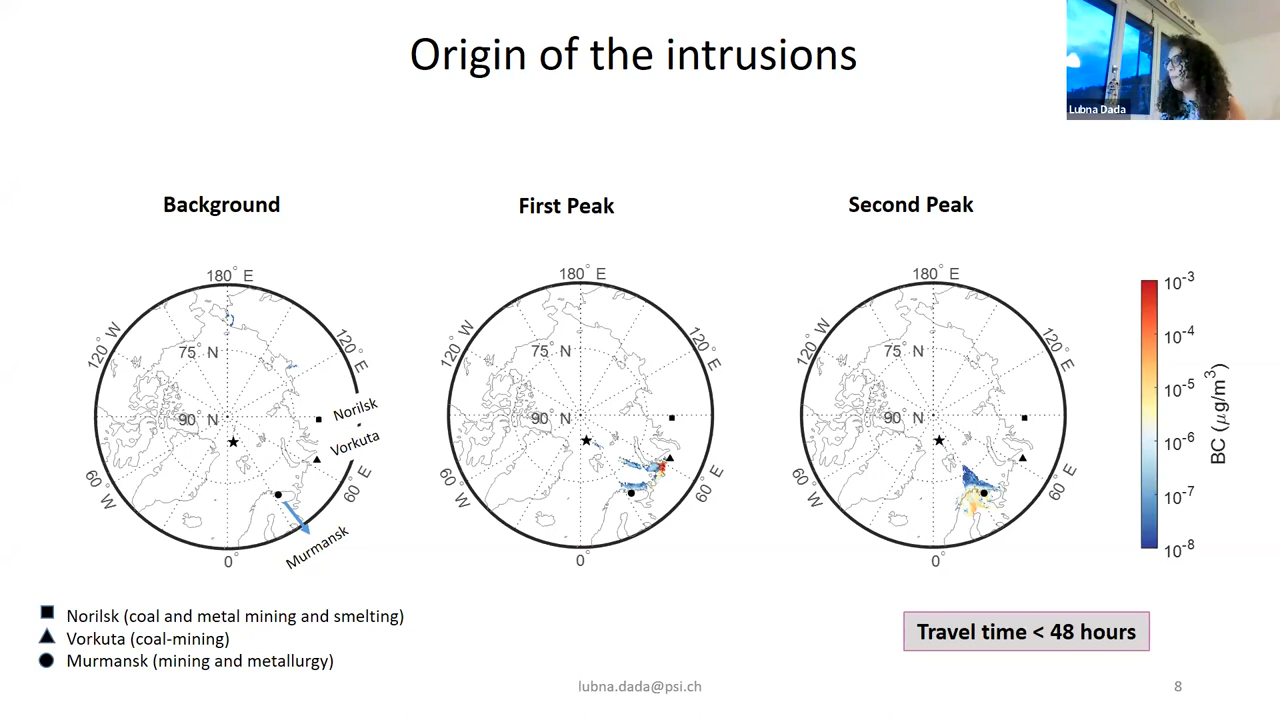 Origin of the intrusions
Lubna Dada
Background
First Peak
Second Peak
180° E
120° W
120° E
75° N
90° N
60° W
60° E
0°
Norilsk
Vorkuta
Murmansk
180° E
120° W
120° E
75° N
90° N
60° W
60° E
0°
180° E
120° W
120° E
75° N
90° N
60° W
60° E
0°
10⁻³
10⁻⁴
10⁻⁵
10⁻⁶
10⁻⁷
10⁻⁸
BC (μg/m³)
Norilsk (coal and metal mining and smelting)
Vorkuta (coal-mining)
Murmansk (mining and metallurgy)
Travel time < 48 hours
lubna.dada@psi.ch
8